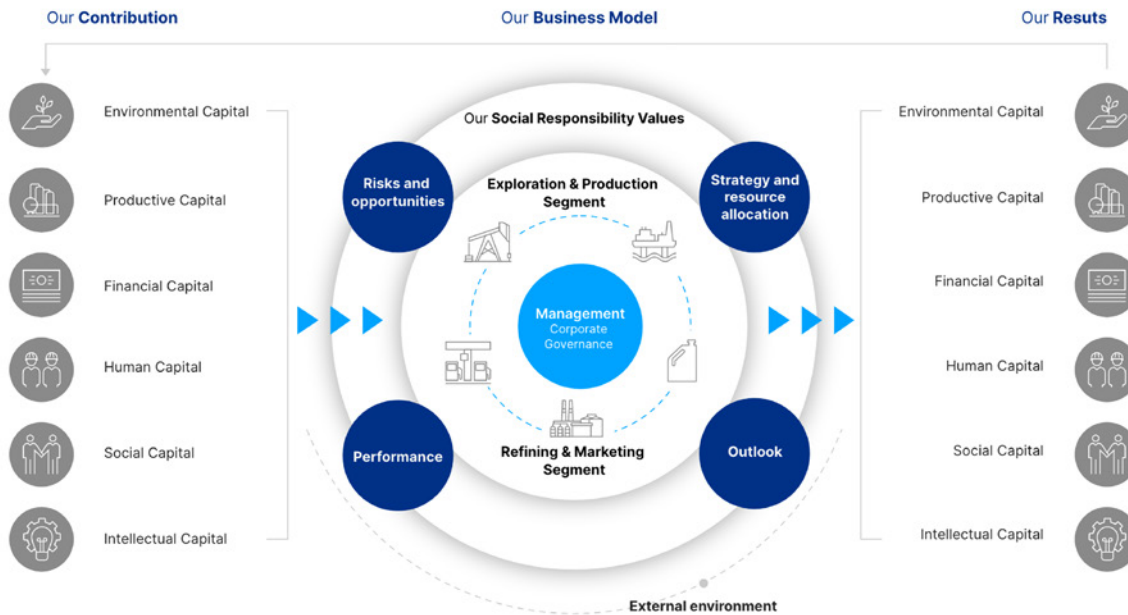 Our Contribution
Our Business Model
Our Resuts
Environmental Capital
Productive Capital
Financial Capital
Human Capital
Social Capital
Intellectual Capital
Our Social Responsibility Values
Risks and
opportunities
Strategy and
resource
allocation
Exploration & Production
Segment
Management
Corporate
Governance
Refining & Marketing
Segment
Performance
Outlook
External environment
Environmental Capital
Productive Capital
Financial Capital
Human Capital
Social Capital
Intellectual Capital